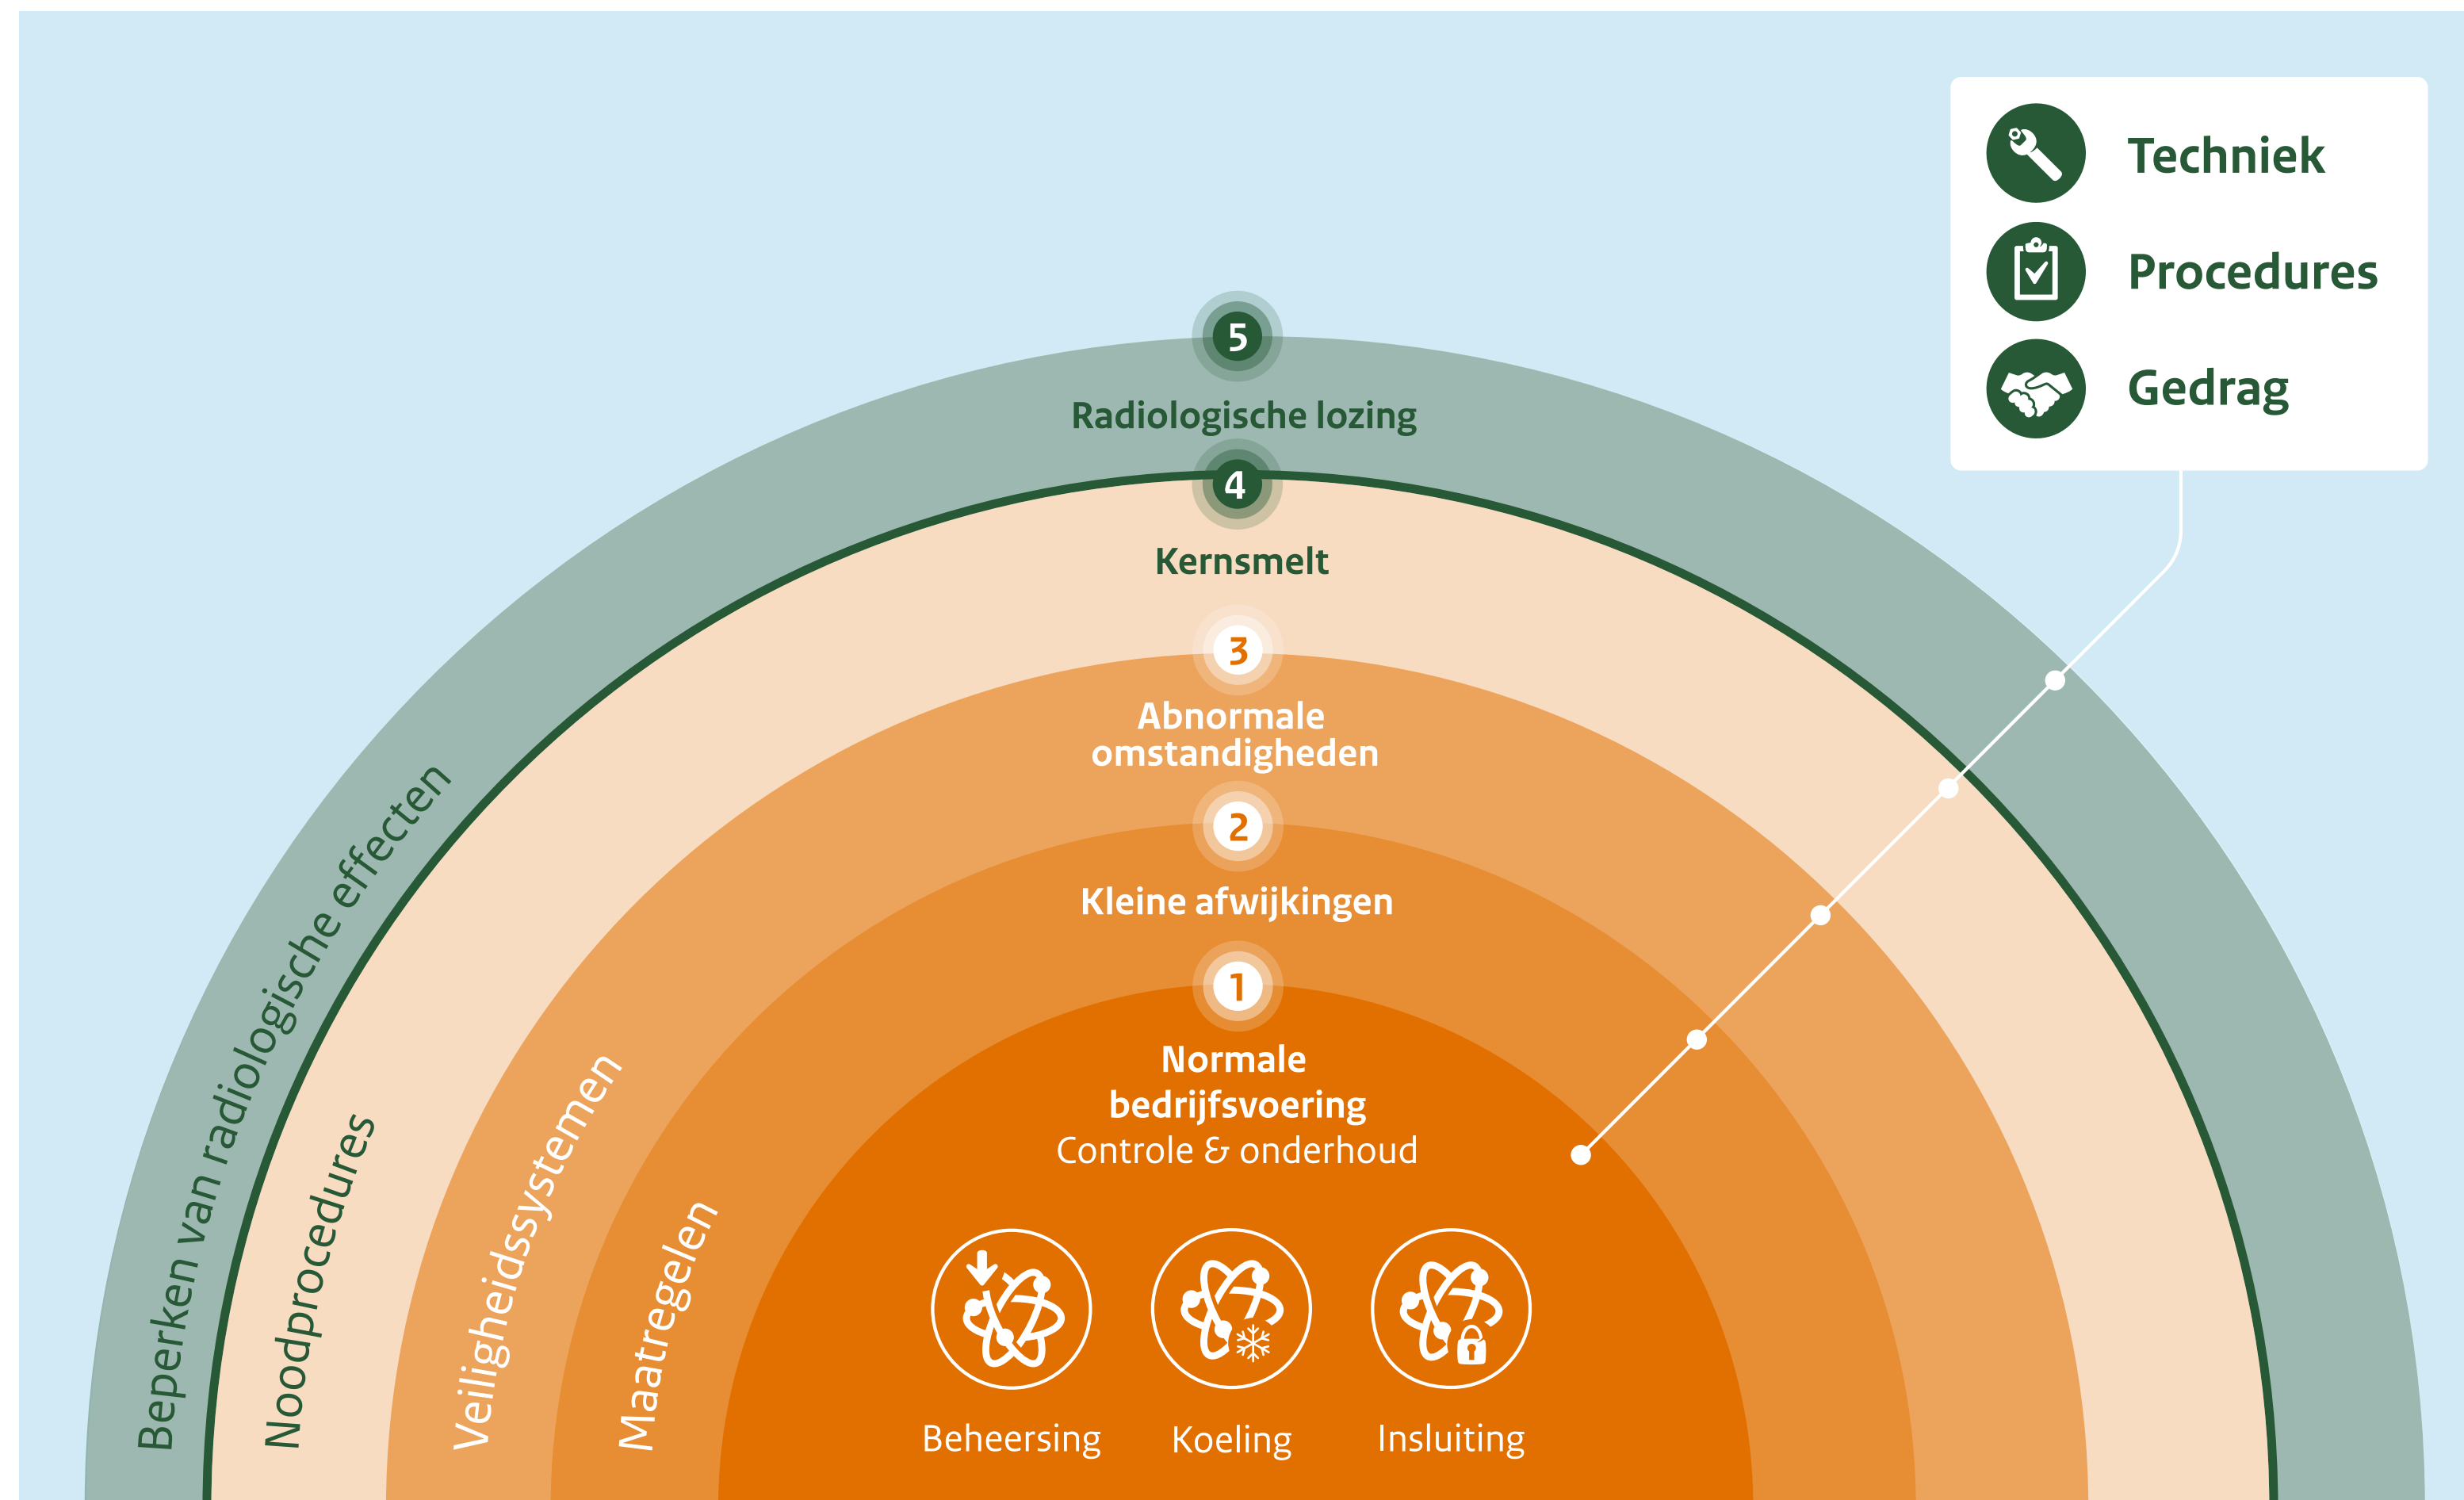 Techniek
Procedures
Gedrag
5
Radiologische lozing
4
Kernsmelt
3
Abnormale
omstandigheden
2
Kleine afwijkingen
1
Normale
bedrijfsvoering
Controle & onderhoud
Beperken van radiologische effecten
Noodprocedures
Veiligheidssystemen
Maatregelen
Beheersing
Koeling
Insluiting